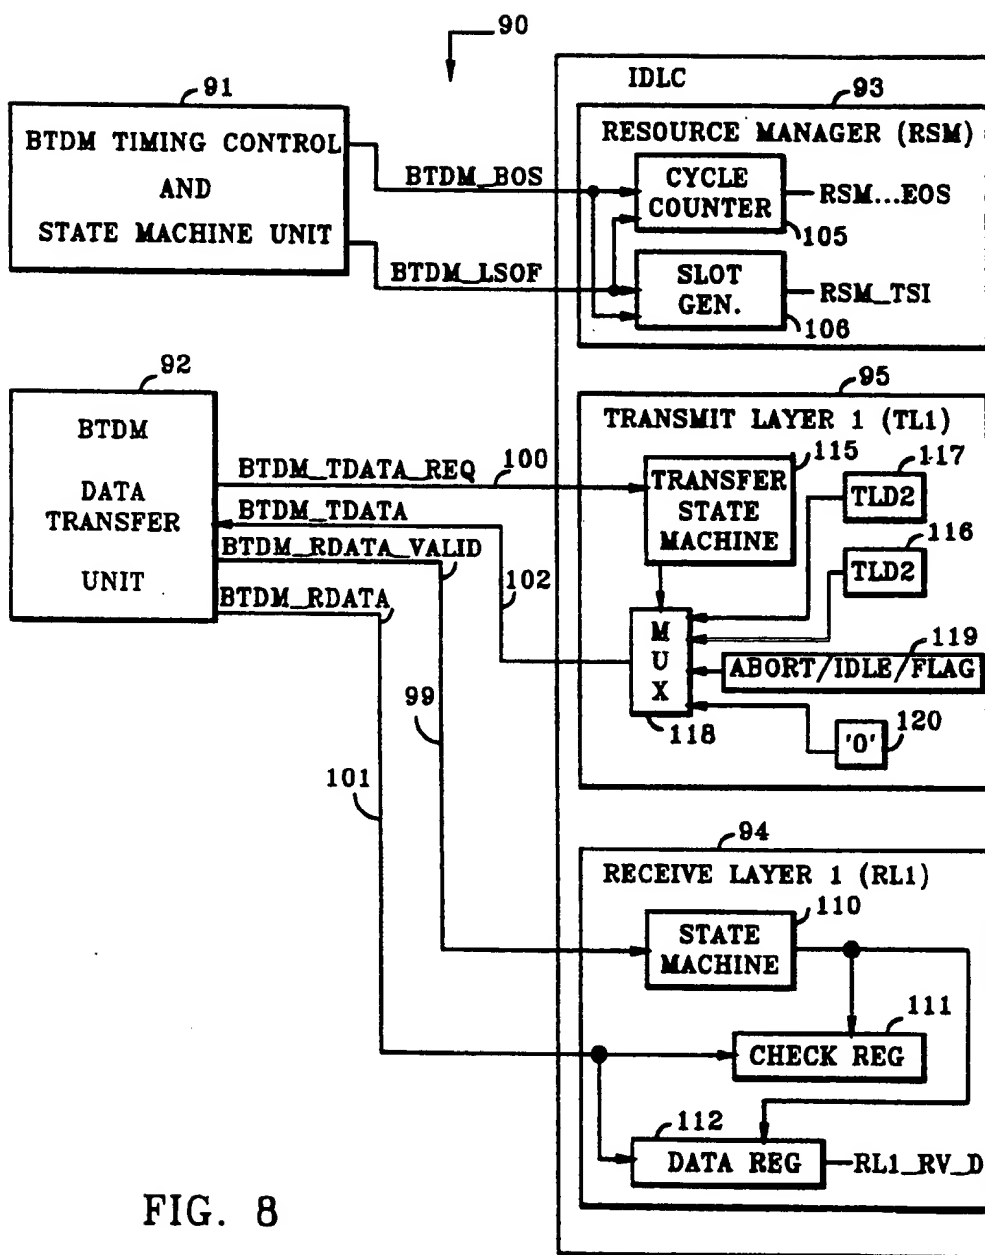 90
IDLC
91
BTDM TIMING CONTROL
AND
STATE MACHINE UNIT
BTDM_BOS
BTDM_LSOF
93
RESOURCE MANAGER (RSM)
CYCLE
COUNTER
105
RSM...EOS
SLOT
GEN.
106
RSM_TSI
92
BTDM
DATA
TRANSFER
UNIT
BTDM_TDATA_REQ
100
BTDM_TDATA
BTDM_RDATA_VALID
102
BTDM_RDATA
99
101
95
TRANSMIT LAYER 1 (TL1)
115
TRANSFER
STATE
MACHINE
117
TLD2
116
TLD2
MUX
118
119
ABORT/IDLE/FLAG
'0'
120
94
RECEIVE LAYER 1 (RL1)
110
STATE
MACHINE
111
CHECK REG
112
DATA REG
RL1_RV_D
FIG. 8